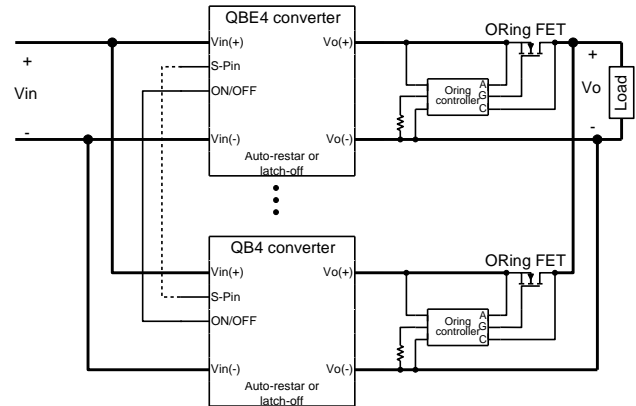 QBE4 converter
ORing FET
Vin(+)
Vo(+)
+
Vin
-
S-Pin
ON/OFF
Oring
controller
A
G
C
+
Vo
-
Load
Vin(-)
Vo(-)
Auto-restar or
latch-off
QB4 converter
ORing FET
Vin(+)
Vo(+)
S-Pin
ON/OFF
Oring
controller
A
G
C
Vin(-)
Vo(-)
Auto-restar or
latch-off